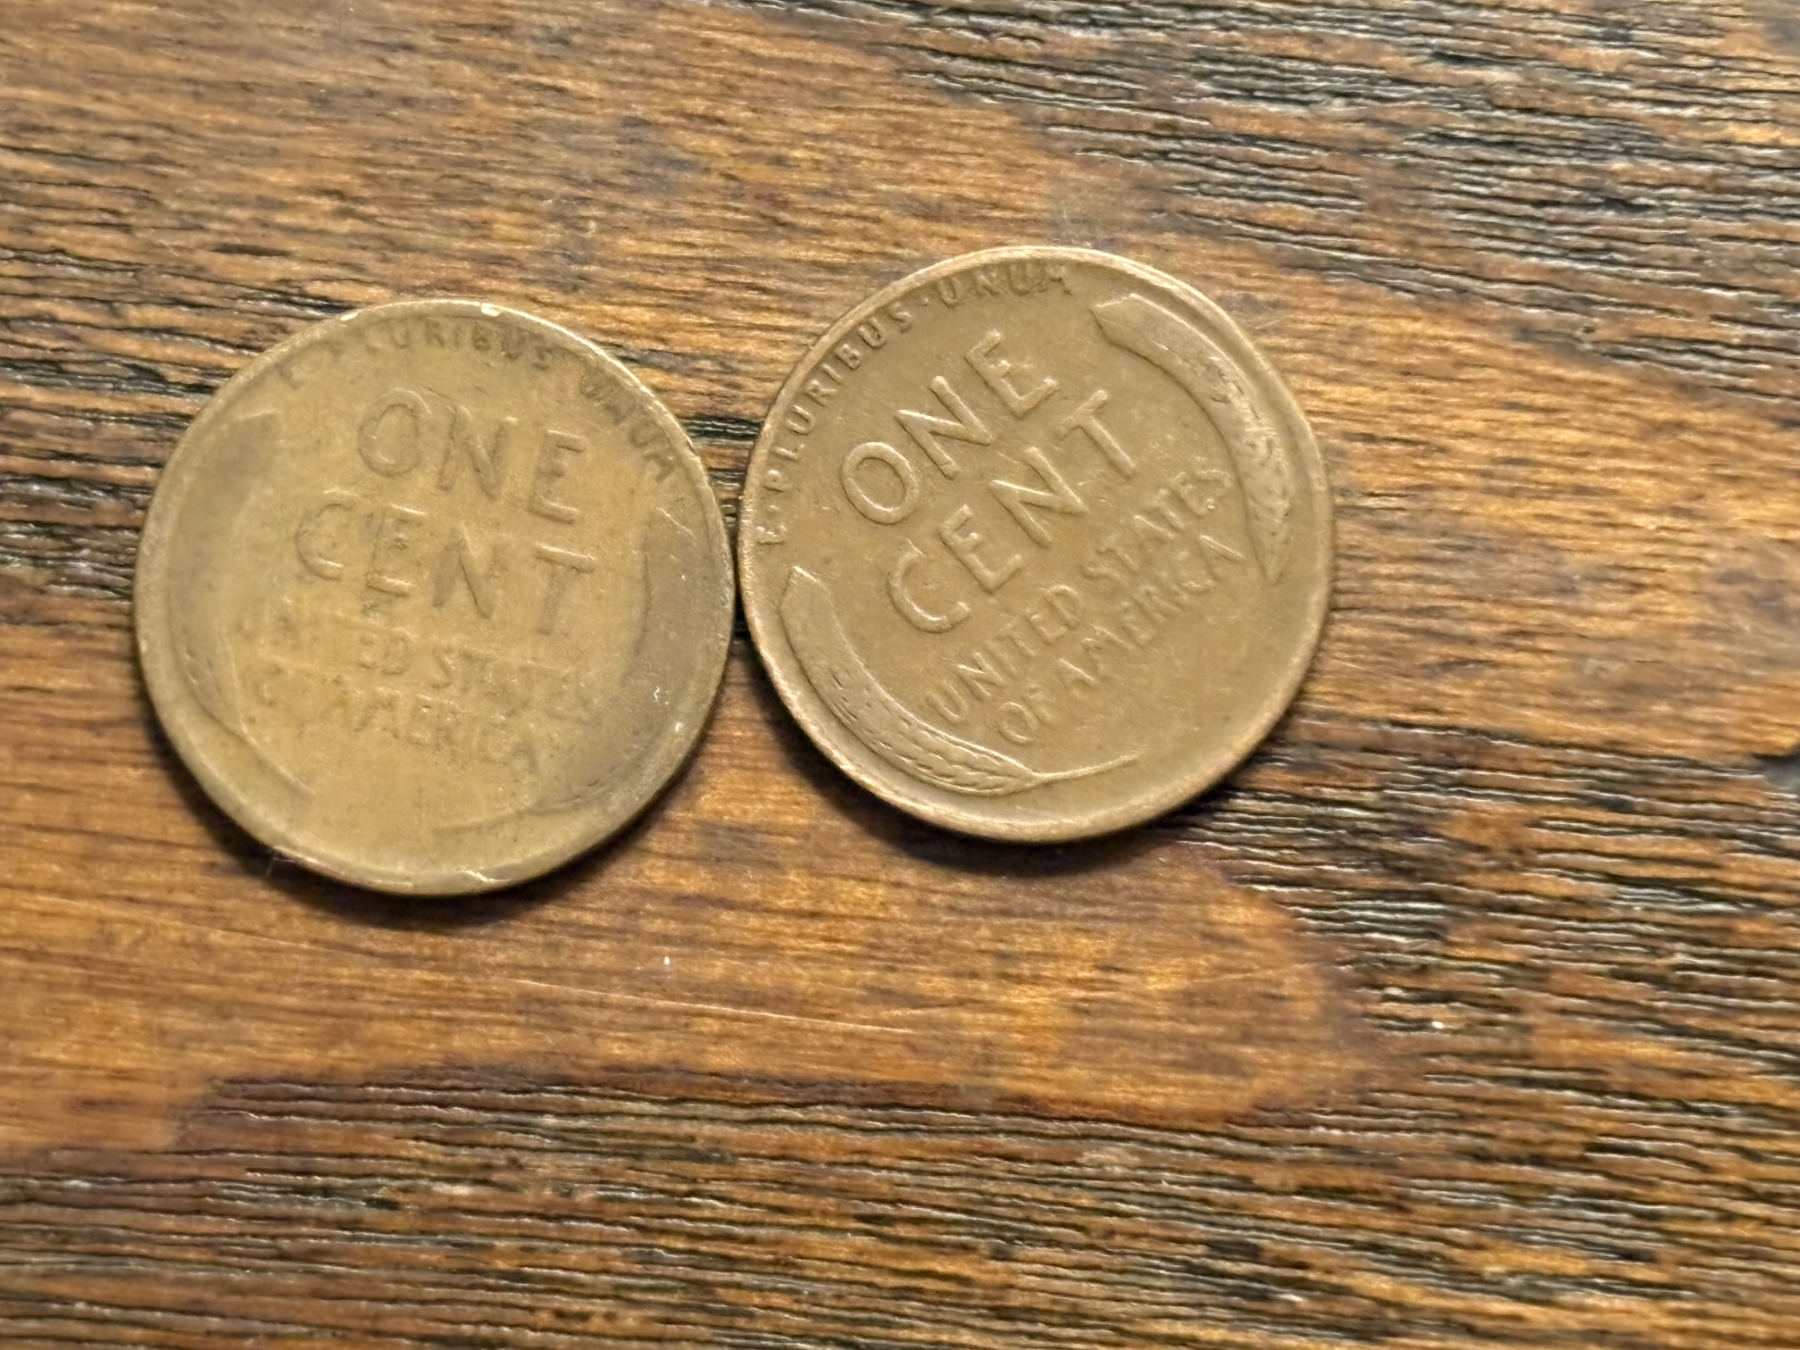 E PLURIBUS UNUM
ONE
CENT
UNITED STATES
OF AMERICA
E·PLURIBUS·UNUM
ONE
CENT
UNITED STATES
OF AMERICA